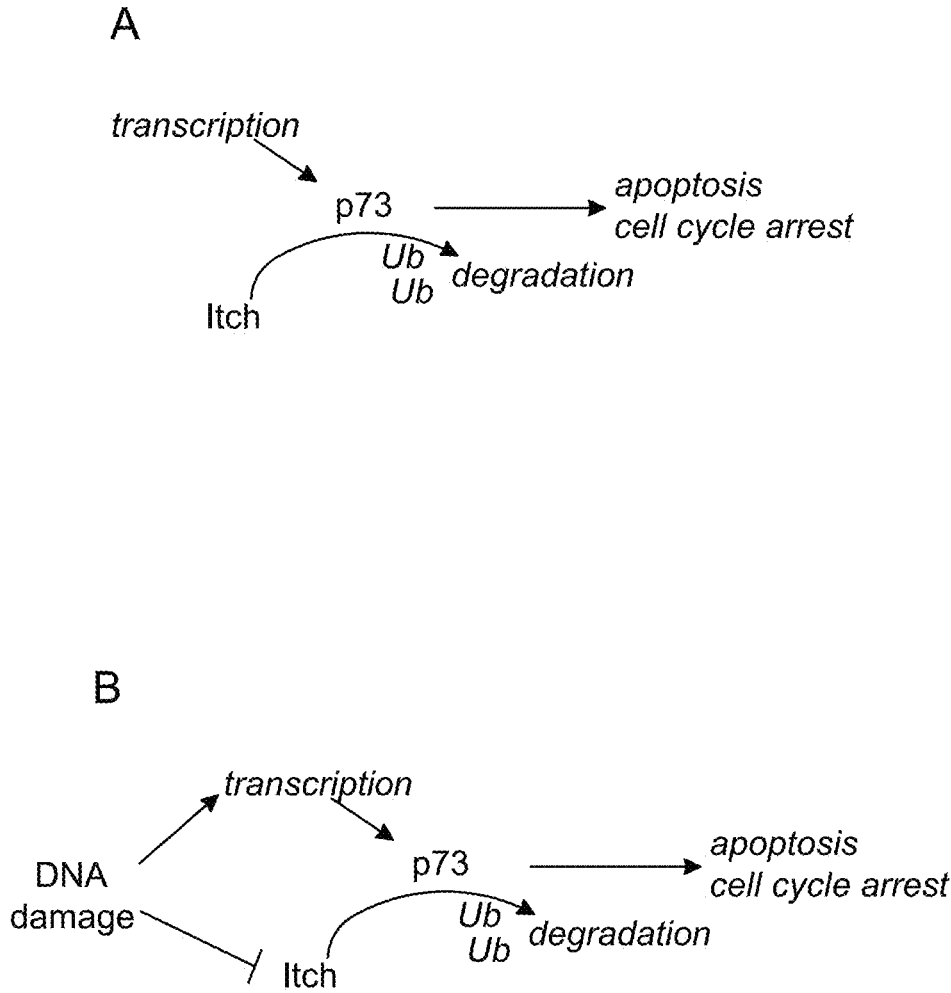 A
transcription
p73
apoptosis
cell cycle arrest
Ub
Ub
degradation
Itch
B
transcription
DNA
damage
p73
apoptosis
cell cycle arrest
Ub
Ub
degradation
Itch